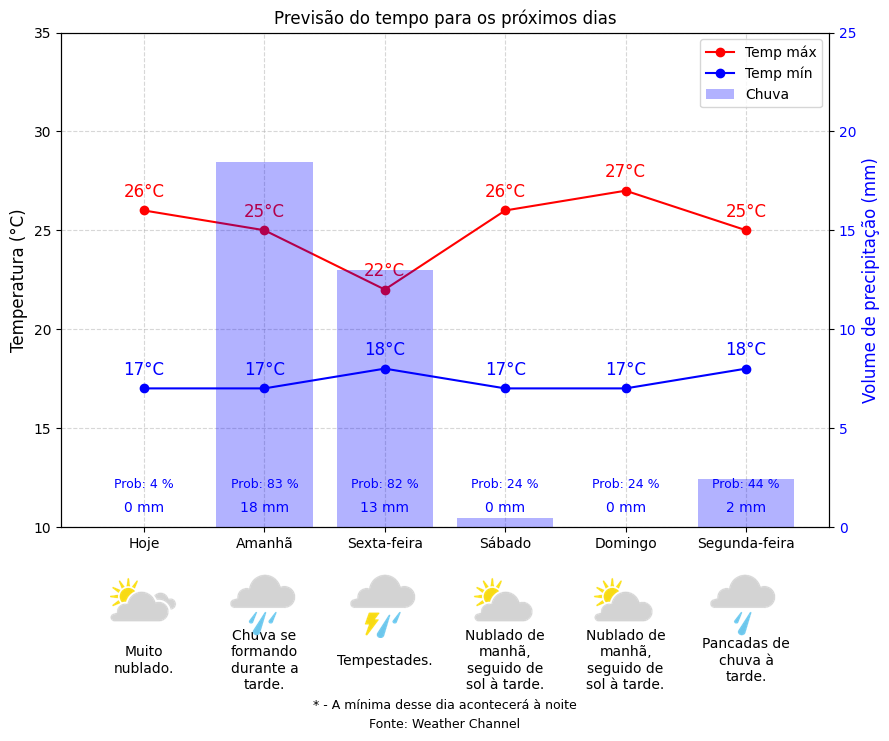 Previsão do tempo para os próximos dias
35
30
25
20
15
10
Temperatura (°C)
25
20
15
10
5
0
Volume de precipitação (mm)
Temp máx
Temp mín
Chuva
26°C
25°C
22°C
26°C
27°C
25°C
17°C
17°C
18°C
17°C
17°C
18°C
Prob: 4 %
Prob: 83 %
Prob: 82 %
Prob: 24 %
Prob: 24 %
Prob: 44 %
0 mm
18 mm
13 mm
0 mm
0 mm
2 mm
Hoje
Amanhã
Sexta-feira
Sábado
Domingo
Segunda-feira
Muito
nublado.
Chuva se
formando
durante a
tarde.
Tempestades.
Nublado de
manhã,
seguido de
sol à tarde.
Nublado de
manhã,
seguido de
sol à tarde.
Pancadas de
chuva à
tarde.
* - A mínima desse dia acontecerá à noite
Fonte: Weather Channel